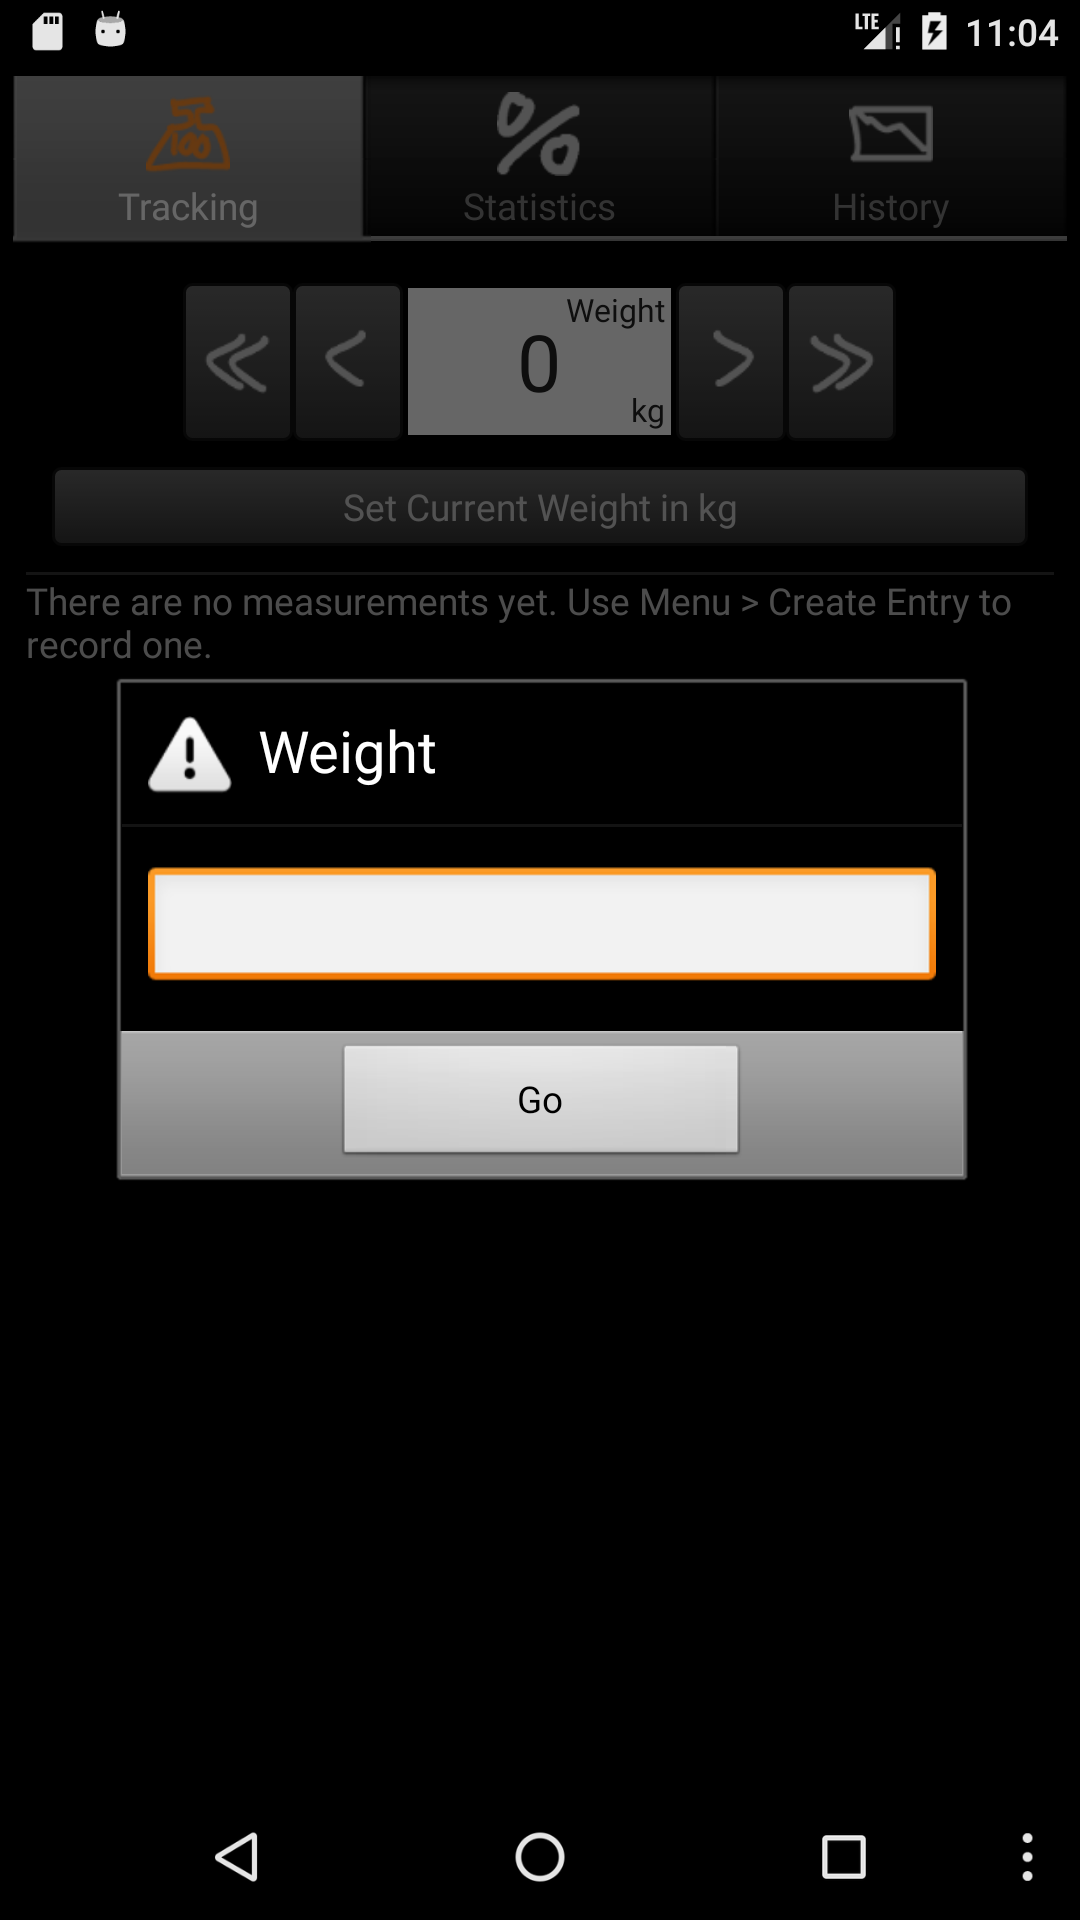 LTE 11:04
100
Tracking
Statistics
History
Weight
0
kg
Set Current Weight in kg
There are no measurements yet. Use Menu > Create Entry to
record one.
Weight
Go